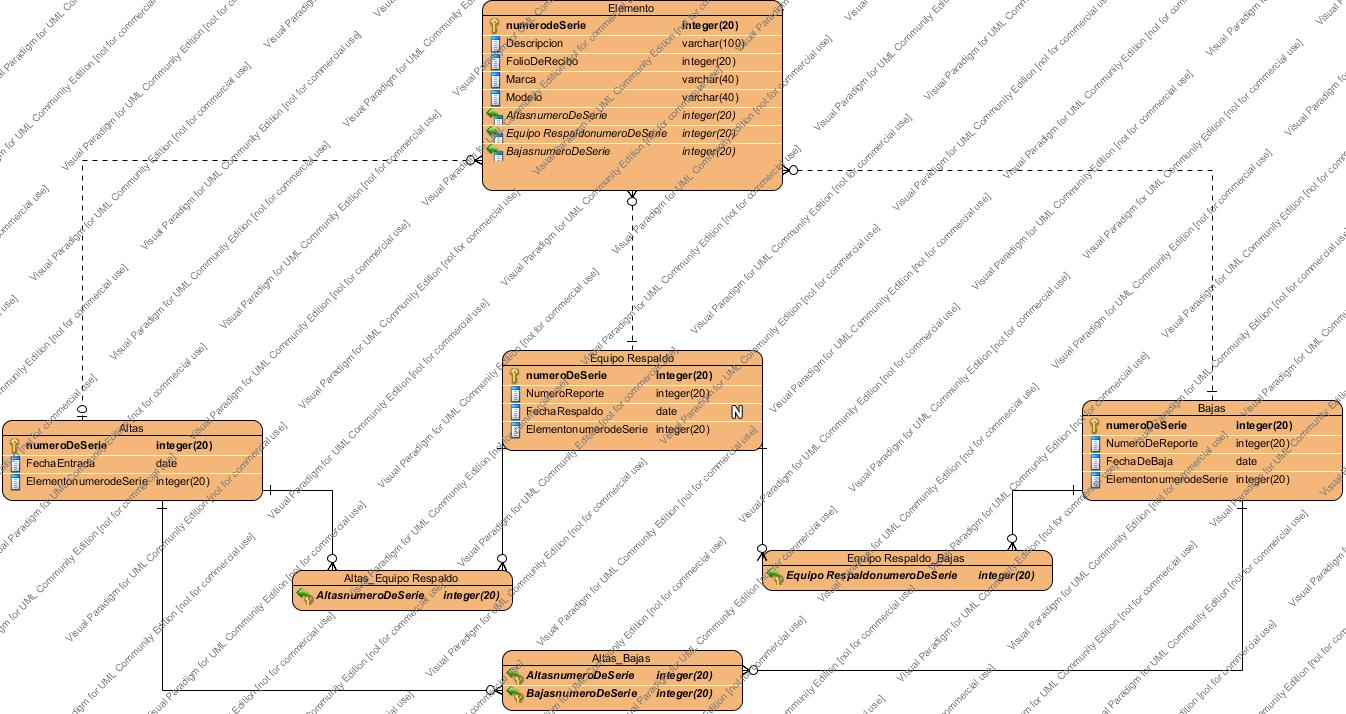 Elemento
numerodeSerie integer(20)
Descripcion varchar(100)
FolioDeRecibo integer(20)
Marca varchar(40)
Modelo varchar(40)
AltasnumeroDeSerie integer(20)
Equipo RespaldonumeroDeSerie integer(20)
BajasnumeroDeSerie integer(20)
Equipo Respaldo
numeroDeSerie integer(20)
NumeroReporte integer(20)
FechaRespaldo date N
ElementonumerodeSerie integer(20)
Bajas
numeroDeSerie integer(20)
NumeroDeReporte integer(20)
FechaDeBaja date
ElementonumerodeSerie integer(20)
Altas
numeroDeSerie integer(20)
FechaEntrada date
ElementonumerodeSerie integer(20)
Equipo Respaldo_Bajas
Equipo RespaldonumeroDeSerie integer(20)
Altas_Equipo Respaldo
AltasnumeroDeSerie integer(20)
Altas_Bajas
AltasnumeroDeSerie integer(20)
BajasnumeroDeSerie integer(20)
Visual Paradigm for UML Community Edition [not for commercial use]